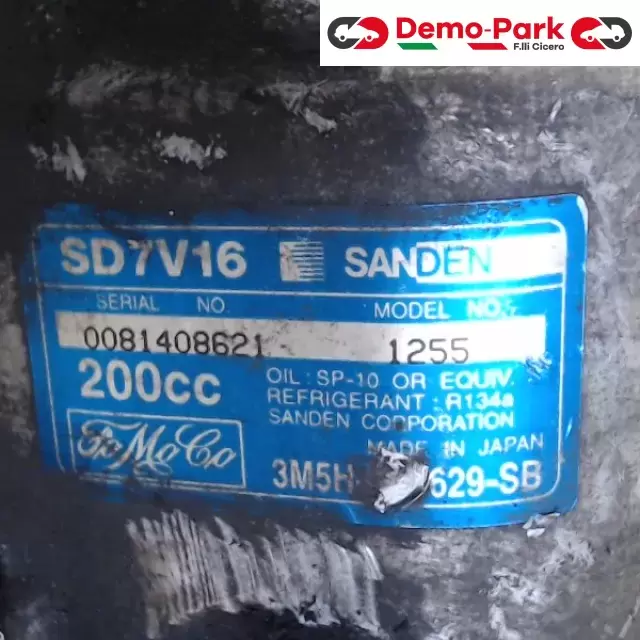 Demo-Park
F.lli Cicero
SD7V16 SANDEN
SERIAL NO. MODEL NO.
0081408621 1255
200cc
OIL: SP-10 OR EQUIV.
REFRIGERANT: R134a
SANDEN CORPORATION
MADE IN JAPAN
FoMoCo
3M5H 629-SB